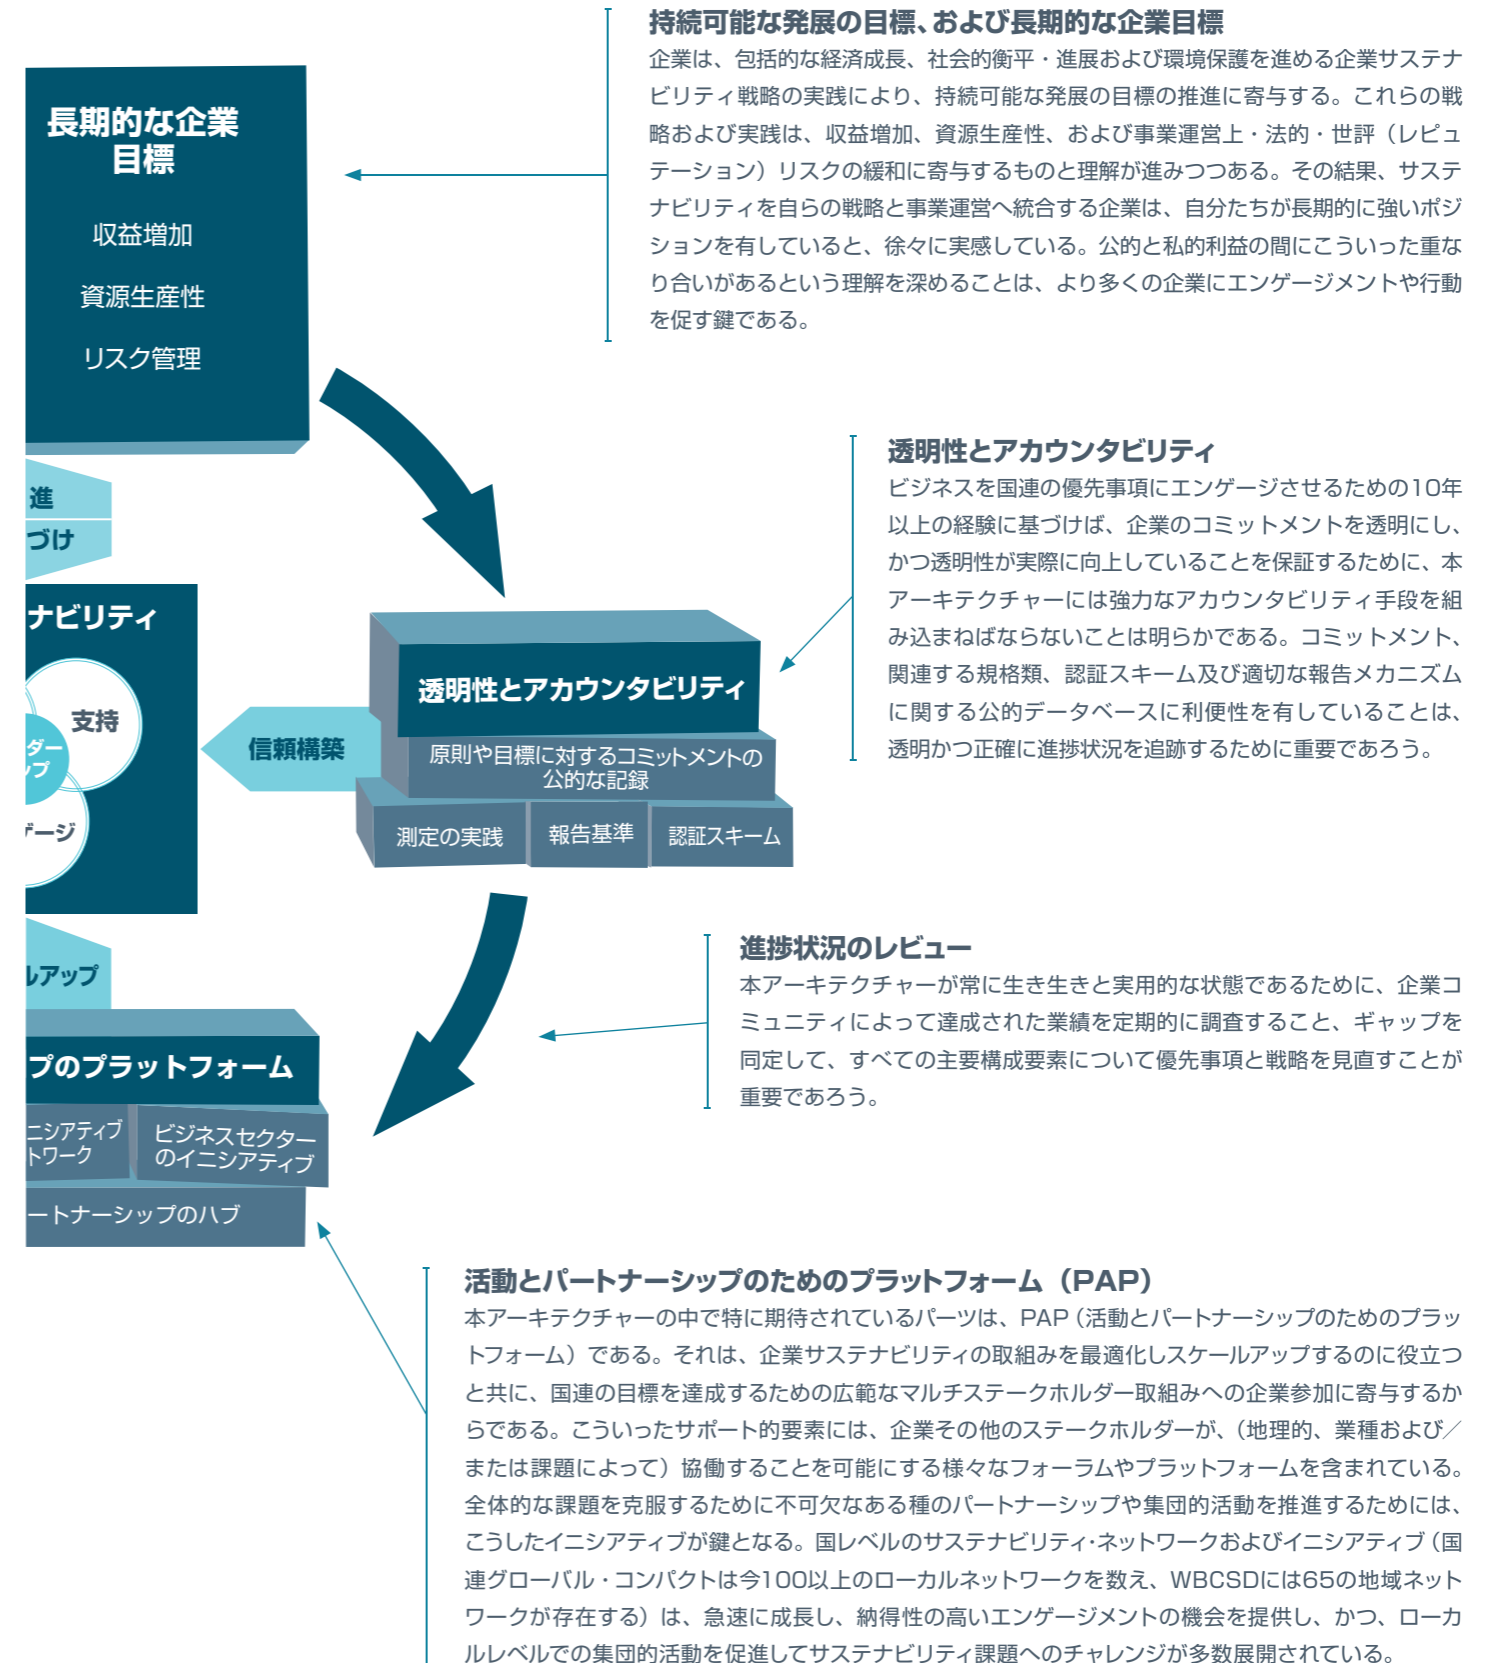 持続可能な発展の目標、および長期的な企業目標
企業は、包括的な経済成長、社会的衡平・進展および環境保護を進める企業サステナ
ビリティ戦略の実践により、持続可能な発展の目標の推進に寄与する。これらの戦
略および実践は、収益増加、資源生産性、および事業運営上・法的・世評（レピュ
テーション）リスクの緩和に寄与するものと理解が進みつつある。その結果、サステ
ナビリティを自らの戦略と事業運営へ統合する企業は、自分たちが長期的に強いポジ
ションを有していると、徐々に実感している。公的と私的利益の間にこういった重な
り合いがあるという理解を深めることは、より多くの企業にエンゲージメントや行動
を促す鍵である。
長期的な企業
目標
収益増加
資源生産性
リスク管理
進
づけ
透明性とアカウンタビリティ
ビジネスを国連の優先事項にエンゲージさせるための10年
以上の経験に基づけば、企業のコミットメントを透明にし、
かつ透明性が実際に向上していることを保証するために、本
アーキテクチャーには強力なアカウンタビリティ手段を組
み込まねばならないことは明らかである。コミットメント、
関連する規格類、認証スキーム及び適切な報告メカニズム
に関する公的データベースに利便性を有していることは、
透明かつ正確に進捗状況を追跡するために重要であろう。
ナビリティ
支持
ダー
ップ
ゲージ
信頼構築
透明性とアカウンタビリティ
原則や目標に対するコミットメントの
公的な記録
測定の実践
報告基準
認証スキーム
進捗状況のレビュー
本アーキテクチャーが常に生き生きと実用的な状態であるために、企業コ
ミュニティによって達成された業績を定期的に調査すること、ギャップを
同定して、すべての主要構成要素について優先事項と戦略を見直すことが
重要であろう。
ルアップ
プのプラットフォーム
ニシアティブ
トワーク
ビジネスセクター
のイニシアティブ
ートナーシップのハブ
活動とパートナーシップのためのプラットフォーム（PAP）
本アーキテクチャーの中で特に期待されているパーツは、PAP（活動とパートナーシップのためのプラッ
トフォーム）である。それは、企業サステナビリティの取組みを最適化しスケールアップするのに役立つ
と共に、国連の目標を達成するための広範なマルチステークホルダー取組みへの企業参加に寄与するか
らである。こういったサポート的要素には、企業その他のステークホルダーが、（地理的、業種および／
または課題によって）協働することを可能にする様々なフォーラムやプラットフォームを含まれている。
全体的な課題を克服するために不可欠なある種のパートナーシップや集団的活動を推進するためには、
こうしたイニシアティブが鍵となる。国レベルのサステナビリティ・ネットワークおよびイニシアティブ（国
連グローバル・コンパクトは今100以上のローカルネットワークを数え、WBCSDには65の地域ネット
ワークが存在する）は、急速に成長し、納得性の高いエンゲージメントの機会を提供し、かつ、ローカ
ルレベルでの集団的活動を促進してサステナビリティ課題へのチャレンジが多数展開されている。